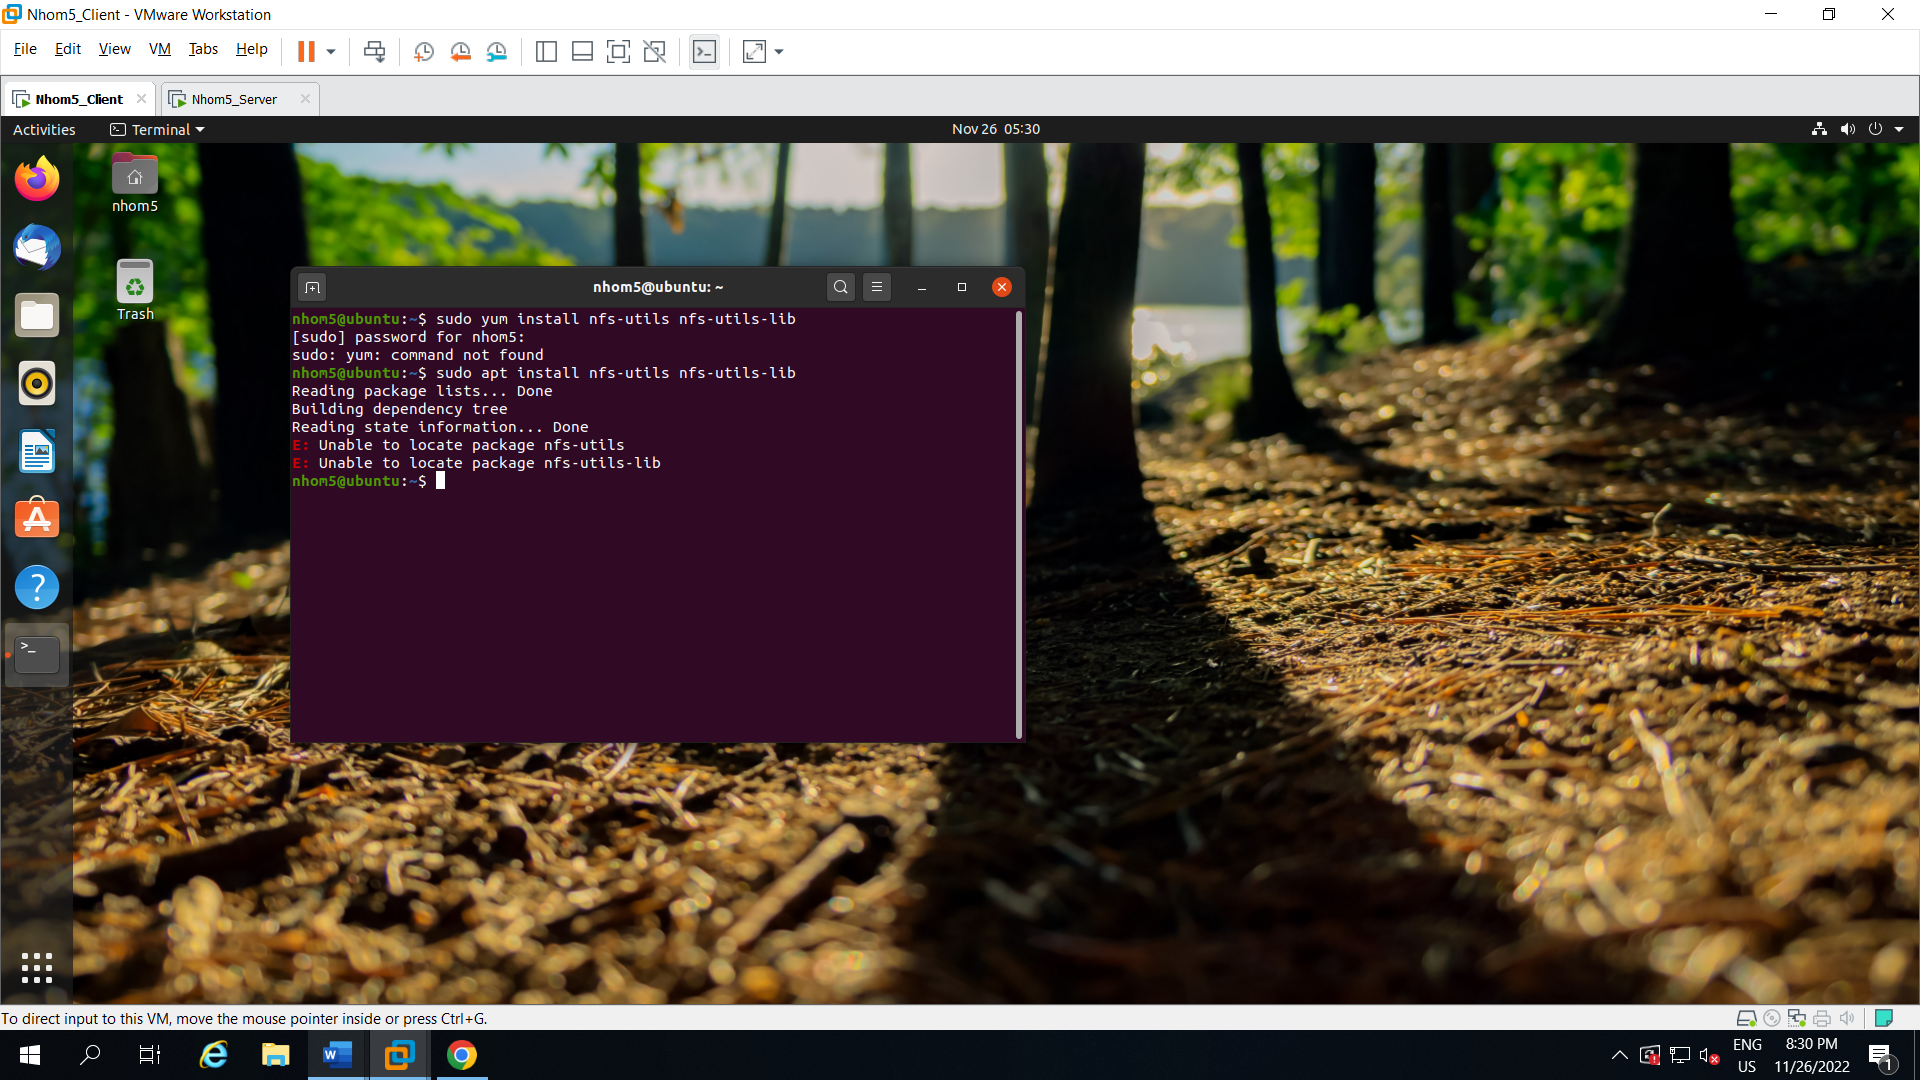 Nhom5_Client - VMware Workstation
File Edit View VM Tabs Help
Nhom5_Client
Nhom5_Server
Activities
Terminal
Nov 26 05:30
nhom5
Trash
nhom5@ubuntu: ~
nhom5@ubuntu:~$ sudo yum install nfs-utils nfs-utils-lib
[sudo] password for nhom5:
sudo: yum: command not found
nhom5@ubuntu:~$ sudo apt install nfs-utils nfs-utils-lib
Reading package lists... Done
Building dependency tree
Reading state information... Done
E: Unable to locate package nfs-utils
E: Unable to locate package nfs-utils-lib
nhom5@ubuntu:~$
To direct input to this VM, move the mouse pointer inside or press Ctrl+G.
ENG
US
8:30 PM
11/26/2022
1